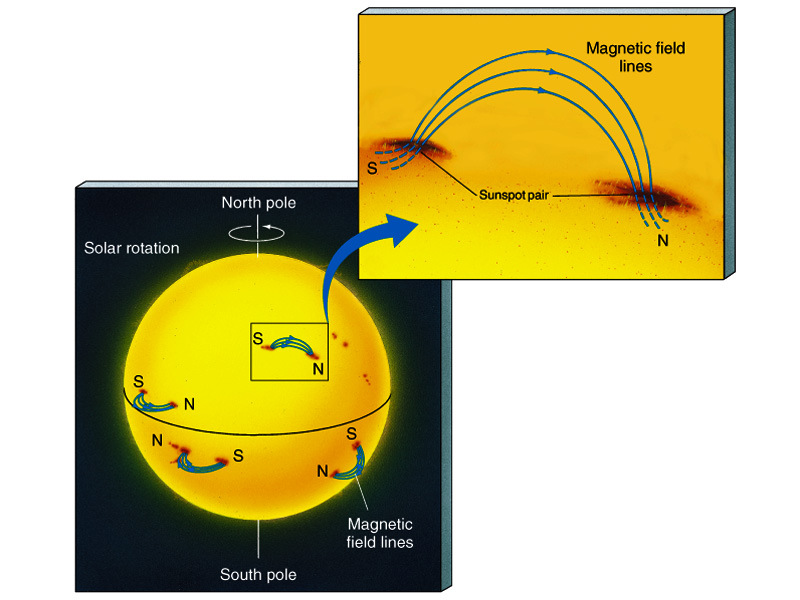 Magnetic field
lines
S
Sunspot pair
N
North pole
Solar rotation
S
N
S
N
N
S
S
N
Magnetic
field lines
South pole